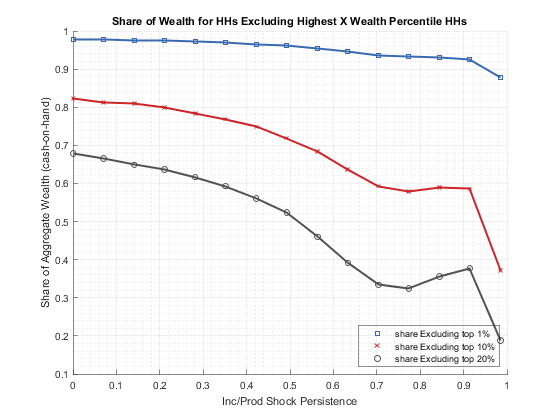 Share of Wealth for HHs Excluding Highest X Wealth Percentile HHs
Share of Aggregate Wealth (cash-on-hand)
1
0.9
0.8
0.7
0.6
0.5
0.4
0.3
0.2
0.1
share Excluding top 1%
share Excluding top 10%
share Excluding top 20%
0 0.1 0.2 0.3 0.4 0.5 0.6 0.7 0.8 0.9 1
Inc/Prod Shock Persistence